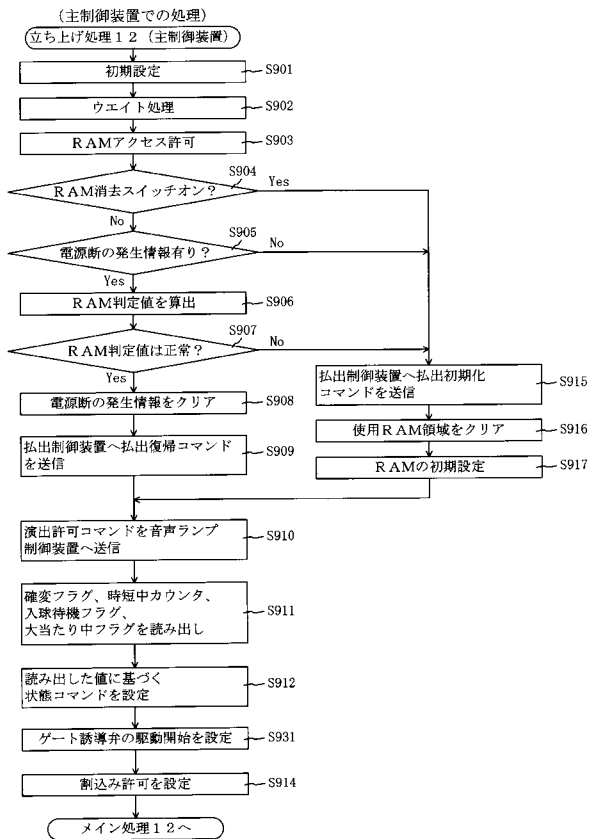 (主制御装置での処理)
立ち上げ処理12（主制御装置）
初期設定
S901
ウエイト処理
S902
RAMアクセス許可
S903
RAM消去スイッチオン？
S904
Yes
No
電源断の発生情報有り？
S905
No
Yes
RAM判定値を算出
S906
RAM判定値は正常？
S907
No
Yes
電源断の発生情報をクリア
S908
払出制御装置へ払出復帰コマンド
を送信
S909
払出制御装置へ払出初期化
コマンドを送信
S915
使用RAM領域をクリア
S916
RAMの初期設定
S917
演出許可コマンドを音声ランプ
制御装置へ送信
S910
確変フラグ、時短中カウンタ、
入球待機フラグ、
大当たり中フラグを読み出し
S911
読み出した値に基づく
状態コマンドを設定
S912
ゲート誘導弁の駆動開始を設定
S931
割込み許可を設定
S914
メイン処理12へ